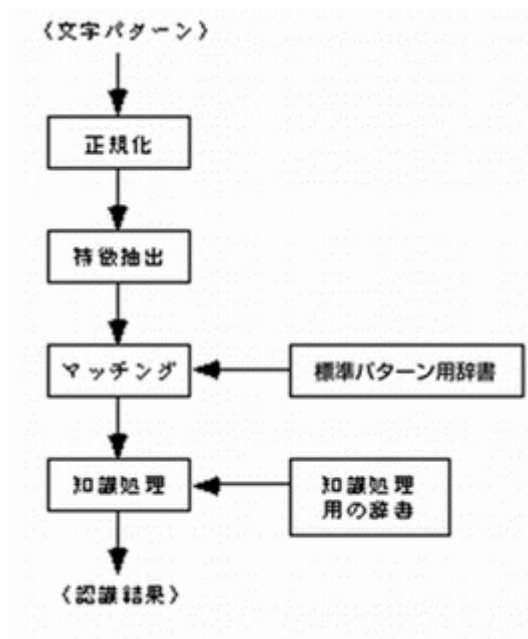 〈文字パターン〉
正規化
特徴抽出
マッチング
標準パターン用辞書
知識処理
知識処理
用の辞書
〈認識結果〉